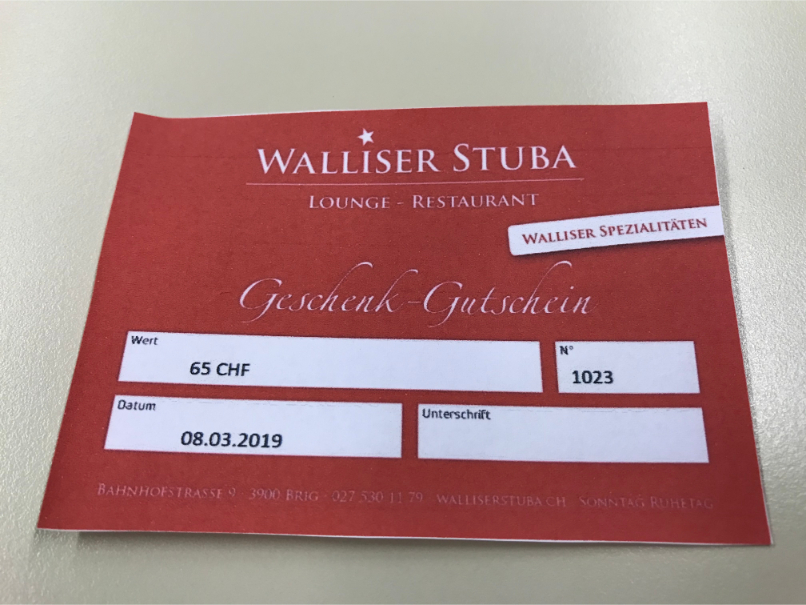 WALLISER STUBA
LOUNGE - RESTAURANT
WALLISER SPEZIALITÄTEN
Geschenk-Gutschein
Wert
65 CHF
N°
1023
Datum
08.03.2019
Unterschrift
BAHNHOFSTRASSE 9 · 3900 BRIG · 027 530 11 79 · WALLISERSTUBA.CH · SONNTAG RUHETAG